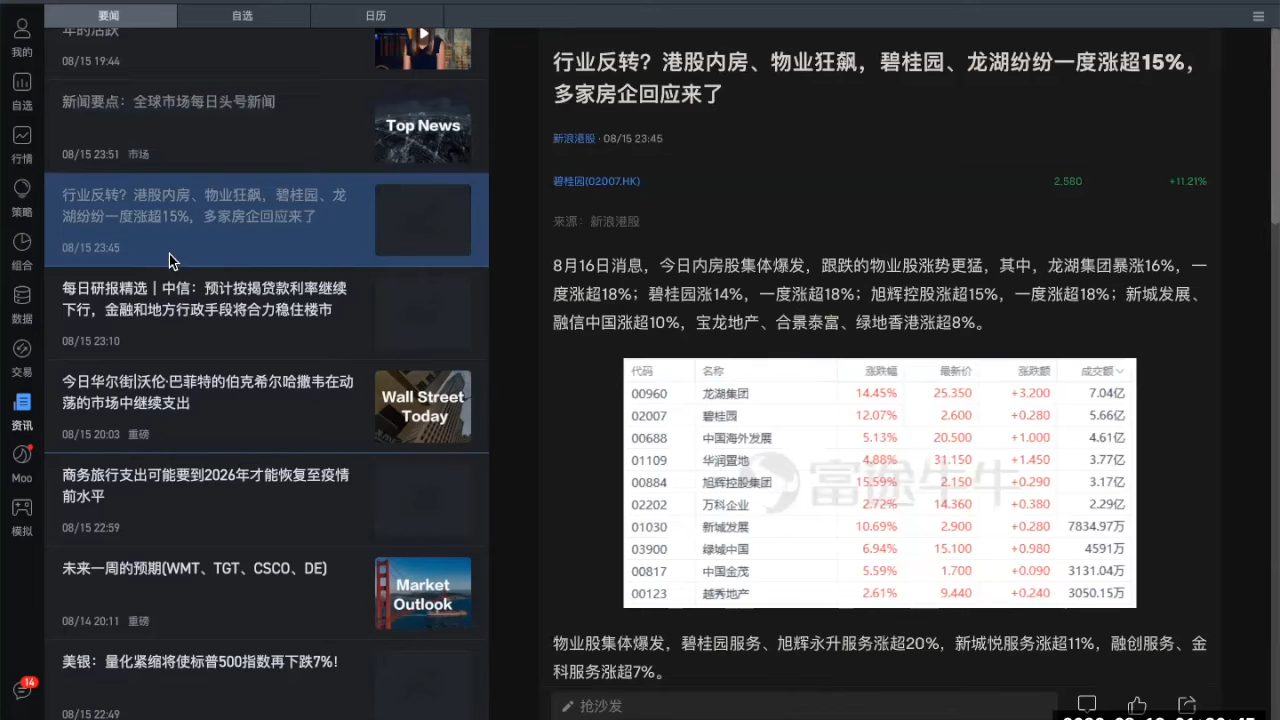 要闻
自选
日历
我的
自选
行情
策略
组合
数据
交易
资讯
Moo
模拟
14
年的活跃
08/15 19:44
新闻要点：全球市场每日头号新闻
08/15 23:51 市场
Top News
行业反转？港股内房、物业狂飙，碧桂园、龙
湖纷纷一度涨超15%，多家房企回应来了
08/15 23:45
每日研报精选｜中信：预计按揭贷款利率继续
下行，金融和地方行政手段将合力稳住楼市
08/15 23:10
今日华尔街|沃伦·巴菲特的伯克希尔哈撒韦在动
荡的市场中继续支出
08/15 20:03 重磅
Wall Street
Today
商务旅行支出可能要到2026年才能恢复至疫情
前水平
08/15 22:59
未来一周的预期(WMT、TGT、CSCO、DE)
08/14 20:11 重磅
Market
Outlook
美银：量化紧缩将使标普500指数再下跌7%!
08/15 22:49
行业反转？港股内房、物业狂飙，碧桂园、龙湖纷纷一度涨超15%，
多家房企回应来了
新浪港股 · 08/15 23:45
碧桂园(02007.HK) 2.580 +11.21%
来源：新浪港股
8月16日消息，今日内房股集体爆发，跟跌的物业股涨势更猛，其中，龙湖集团暴涨16%，一
度涨超18%；碧桂园涨14%，一度涨超18%；旭辉控股涨超15%，一度涨超18%；新城发展、
融信中国涨超10%，宝龙地产、合景泰富、绿地香港涨超8%。
代码 名称 涨跌幅 最新价 涨跌额 成交额
00960 龙湖集团 14.45% 25.350 +3.200 7.04亿
02007 碧桂园 12.07% 2.600 +0.280 5.66亿
00688 中国海外发展 5.13% 20.500 +1.000 4.61亿
01109 华润置地 4.88% 31.150 +1.450 3.77亿
00884 旭辉控股集团 15.59% 2.150 +0.290 3.17亿
02202 万科企业 2.72% 14.360 +0.380 2.29亿
01030 新城发展 10.69% 2.900 +0.280 7834.97万
03900 绿城中国 6.94% 15.100 +0.980 4591万
00817 中国金茂 5.59% 1.700 +0.090 3131.04万
00123 越秀地产 2.61% 9.440 +0.240 3050.15万
富途牛牛
物业股集体爆发，碧桂园服务、旭辉永升服务涨超20%，新城悦服务涨超11%，融创服务、金
科服务涨超7%。
抢沙发